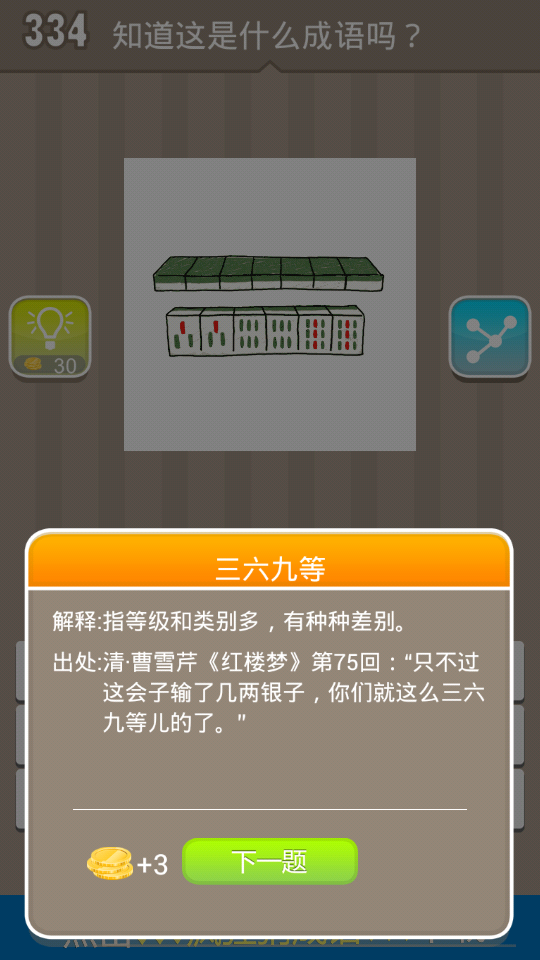 334 知道这是什么成语吗？
30
三六九等
解释:指等级和类别多，有种种差别。
出处:清·曹雪芹《红楼梦》第75回：“只不过
这会子输了几两银子，你们就这么三六
九等儿的了。”
+3 下一题